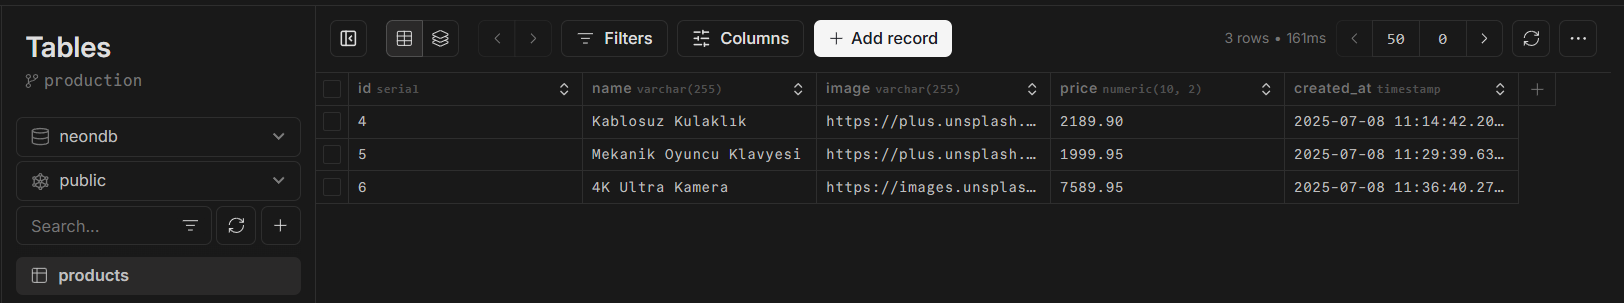 Tables
production
neondb
public
Search...
products
Filters
Columns
Add record
3 rows • 161ms
50
0
id serial
name varchar(255)
image varchar(255)
price numeric(10, 2)
created_at timestamp
4 Kablosuz Kulaklık https://plus.unsplash.… 2189.90 2025-07-08 11:14:42.20…
5 Mekanik Oyuncu Klavyesi https://plus.unsplash.… 1999.95 2025-07-08 11:29:39.63…
6 4K Ultra Kamera https://images.unsplas… 7589.95 2025-07-08 11:36:40.27…